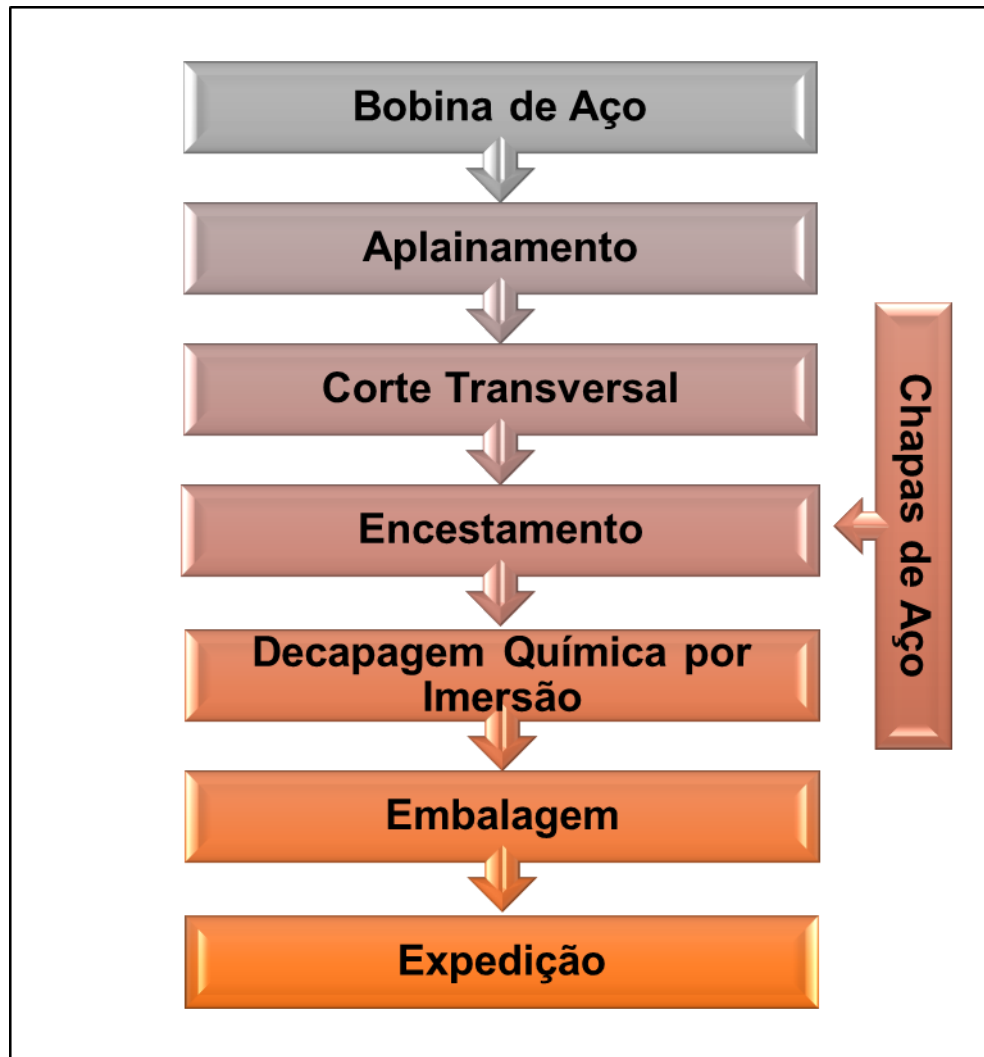 Bobina de Aço
Aplainamento
Corte Transversal
Encestamento
Chapas de Aço
Decapagem Química por
Imersão
Embalagem
Expedição